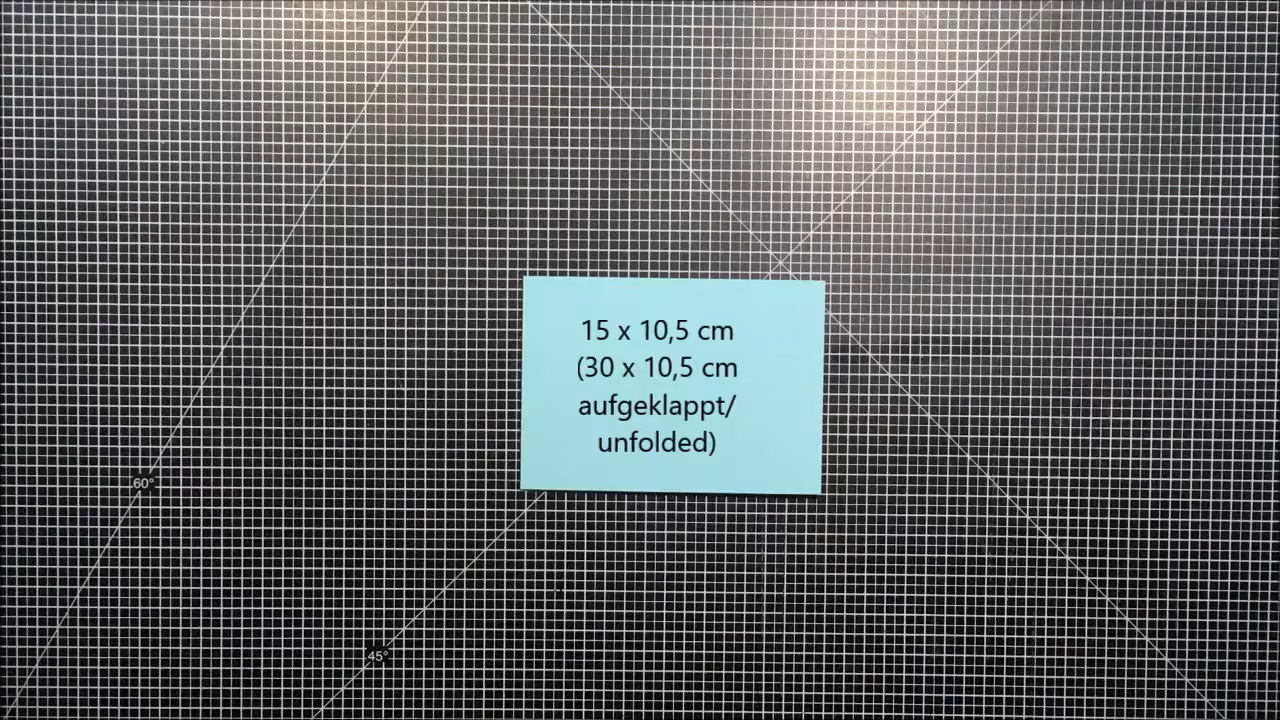 15 x 10,5 cm
(30 x 10,5 cm
aufgeklappt/
unfolded)
60°
45°